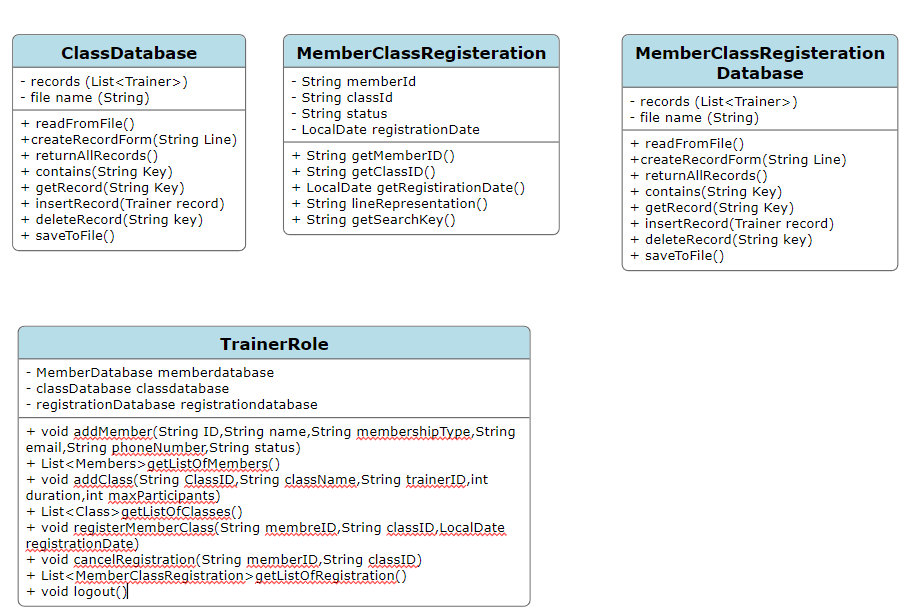 ClassDatabase
- records (List<Trainer>)
- file name (String)
+ readFromFile()
+createRecordForm(String Line)
+ returnAllRecords()
+ contains(String Key)
+ getRecord(String Key)
+ insertRecord(Trainer record)
+ deleteRecord(String key)
+ saveToFile()
MemberClassRegisteration
- String memberId
- String classId
- String status
- LocalDate registrationDate
+ String getMemberID()
+ String getClassID()
+ LocalDate getRegistirationDate()
+ String lineRepresentation()
+ String getSearchKey()
MemberClassRegisteration
Database
- records (List<Trainer>)
- file name (String)
+ readFromFile()
+createRecordForm(String Line)
+ returnAllRecords()
+ contains(String Key)
+ getRecord(String Key)
+ insertRecord(Trainer record)
+ deleteRecord(String key)
+ saveToFile()
TrainerRole
- MemberDatabase memberdatabase
- classDatabase classdatabase
- registrationDatabase registrationdatabase
+ void addMember(String ID,String name,String membershipType,String
email,String phoneNumber,String status)
+ List<Members>getListOfMembers()
+ void addClass(String ClassID,String className,String trainerID,int
duration,int maxParticipants)
+ List<Class>getListOfClasses()
+ void registerMemberClass(String membreID,String classID,LocalDate
registrationDate)
+ void cancelRegistration(String memberID,String classID)
+ List<MemberClassRegistration>getListOfRegistration()
+ void logout()